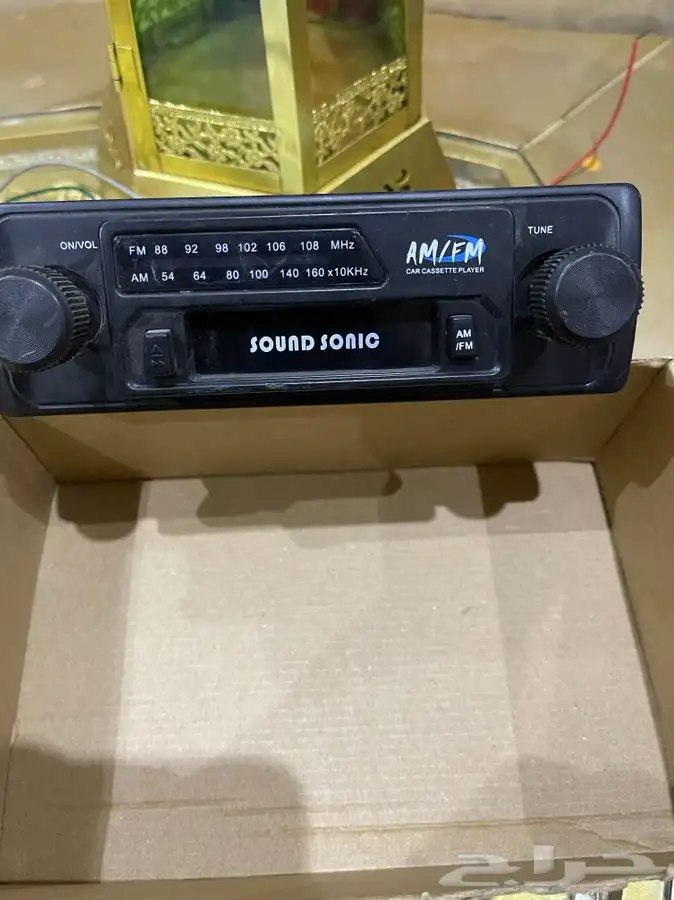 ON/VOL
FM 88 92 98 102 106 108 MHz
AM 54 64 80 100 140 160 x10KHz
AM/FM
CAR CASSETTE PLAYER
TUNE
SOUND SONIC
AM
/FM
حراج